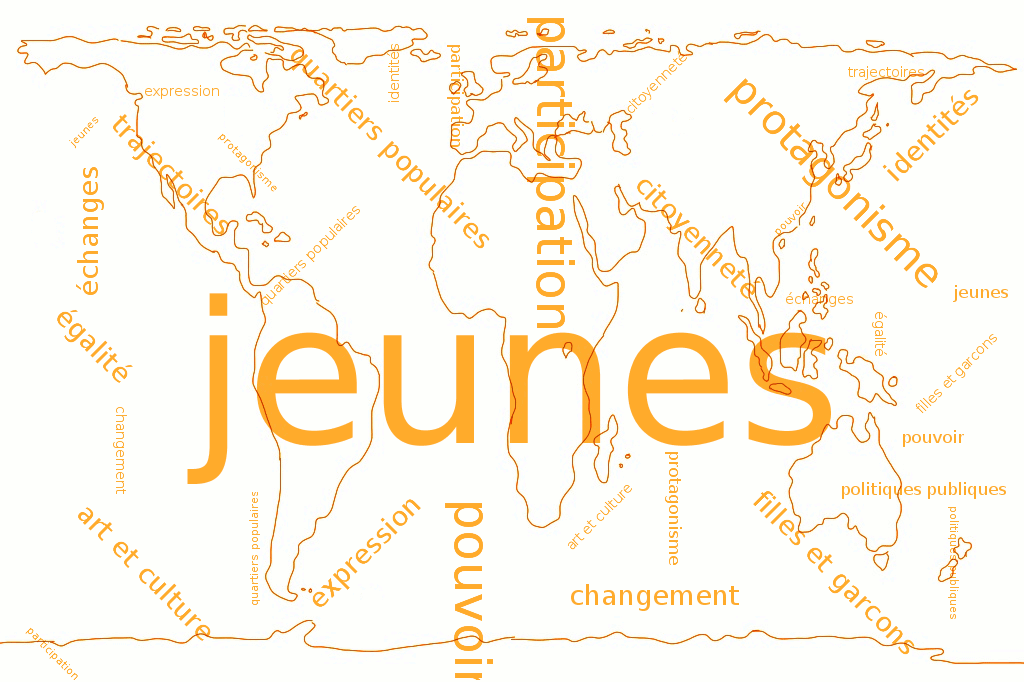 participation
quartiers populaires
identités
participation
citoyenneté
trajectoires
expression
protagonisme
identités
jeunes
trajectoires
protagonisme
échanges
citoyenneté
quartiers populaires
pouvoir
jeunes
échanges
égalité
égalité
jeunes
filles et garcons
changement
pouvoir
protagonisme
politiques publiques
art et culture
quartiers populaires
expression
pouvoir
art et culture
filles et garcons
politiques publiques
changement
participation